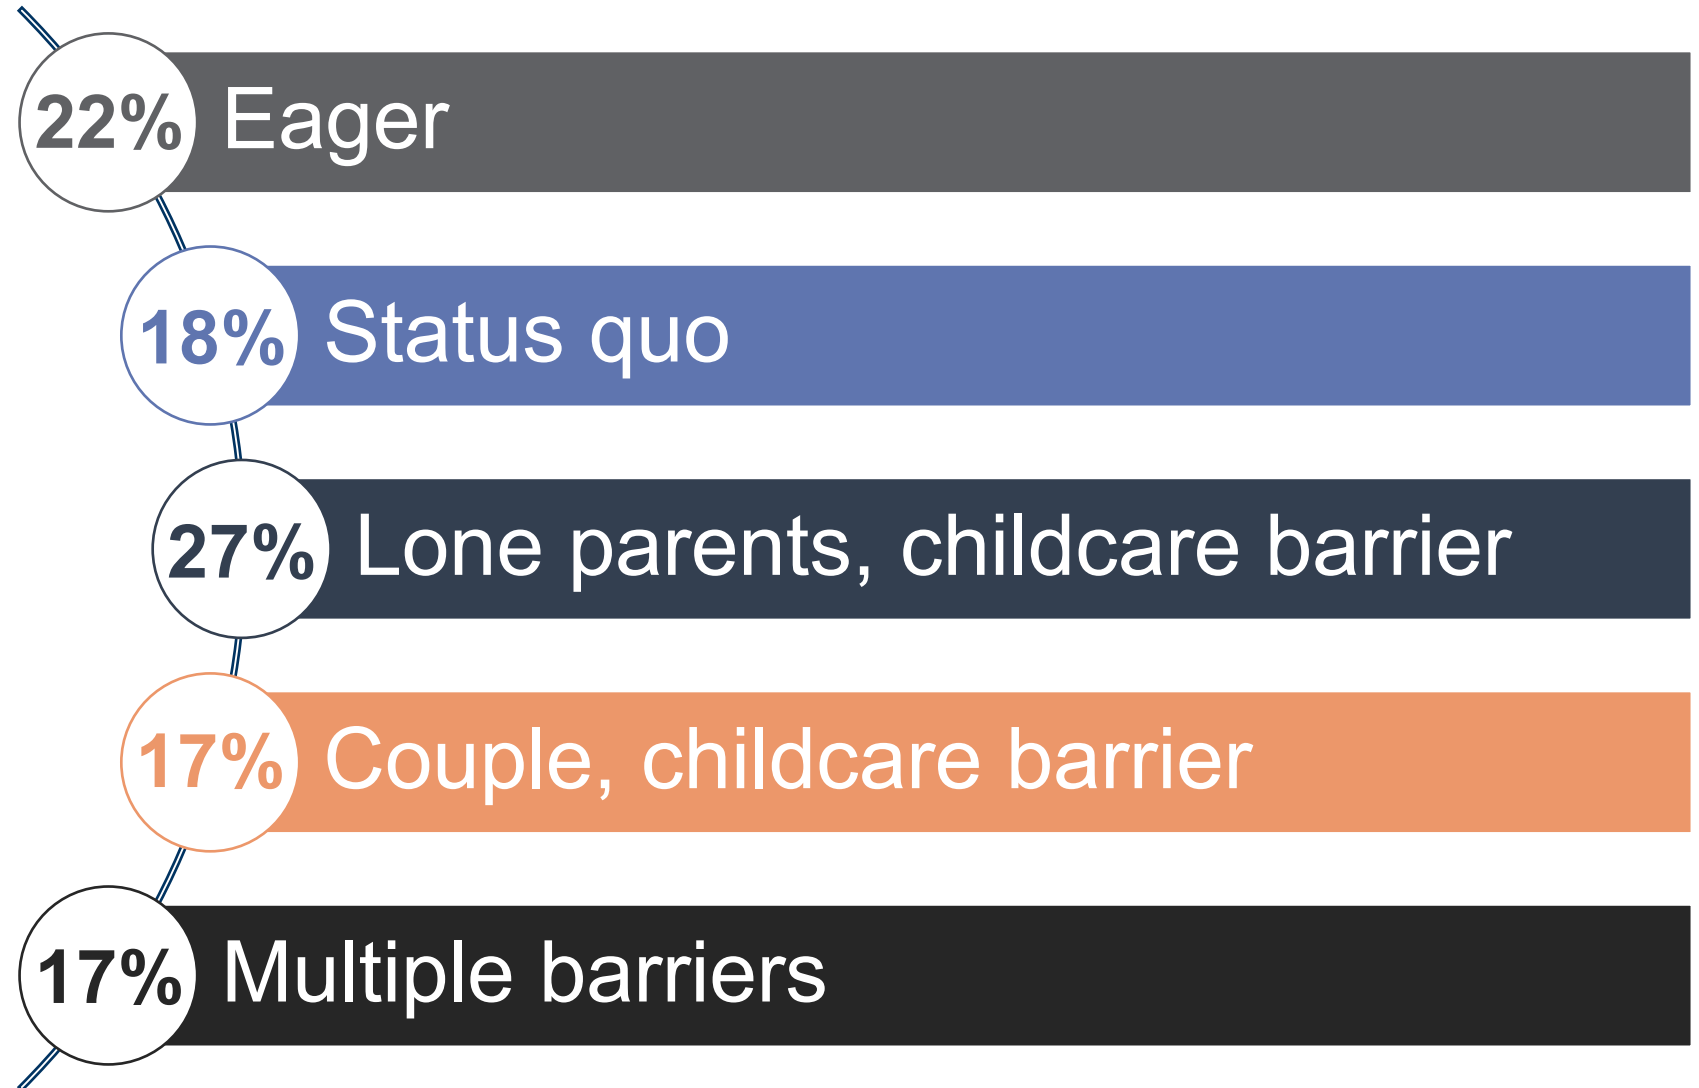 22% Eager
18% Status quo
27% Lone parents, childcare barrier
17% Couple, childcare barrier
17% Multiple barriers